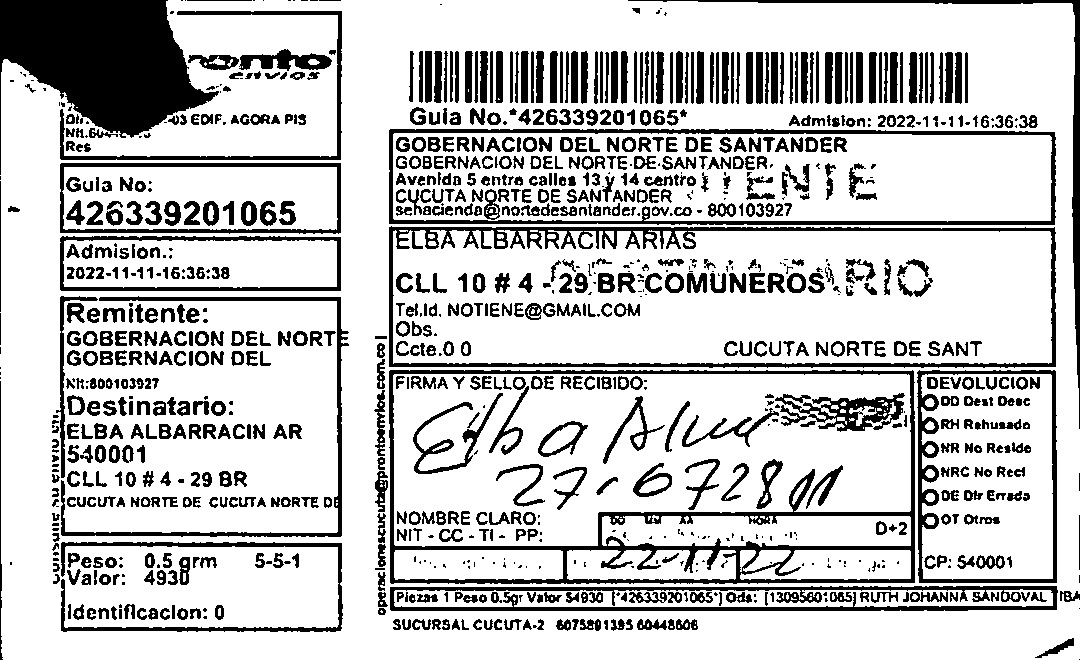 pronto
envios
-03 EDIF. AGORA PIS
Res
Guia No:
426339201065
Admision.:
2022-11-11-16:36:38
Remitente:
GOBERNACION DEL NORTE
GOBERNACION DEL
Nit:800103927
Destinatario:
ELBA ALBARRACIN AR
540001
CLL 10 # 4 - 29 BR
CUCUTA NORTE DE CUCUTA NORTE DE
Peso: 0.5 grm 5-5-1
Valor: 4930
Identificacion: 0
Guia No.*426339201065*
Admision: 2022-11-11-16:36:38
GOBERNACION DEL NORTE DE SANTANDER
GOBERNACION DEL NORTE DE SANTANDER
Avenida 5 entre calles 13 y 14 centro
CUCUTA NORTE DE SANTANDER
sehacienda@nortedesantander.gov.co - 800103927
ELBA ALBARRACIN ARIAS
CLL 10 # 4 - 29 BR COMUNEROS
Tel.Id. NOTIENE@GMAIL.COM
Obs.
Ccte.0 0
CUCUTA NORTE DE SANT
operacionescucuta@prontoenvios.com.co |
FIRMA Y SELLO DE RECIBIDO:
Elba
NOMBRE CLARO:
NIT - CC - TI - PP:
DD MM AA HORA
D+2
22-11-22
DEVOLUCION
DD Dest Desc
RH Rehusado
NR No Reside
NRC No Recl
DE Dir Errada
OT Otros
CP: 540001
Piezas 1 Peso 0.5gr Valor $4930 [*426339201065*] Ods: [13095601065] RUTH JOHANNA SANDOVAL TIBA
SUCURSAL CUCUTA-2 6075891395 60448606